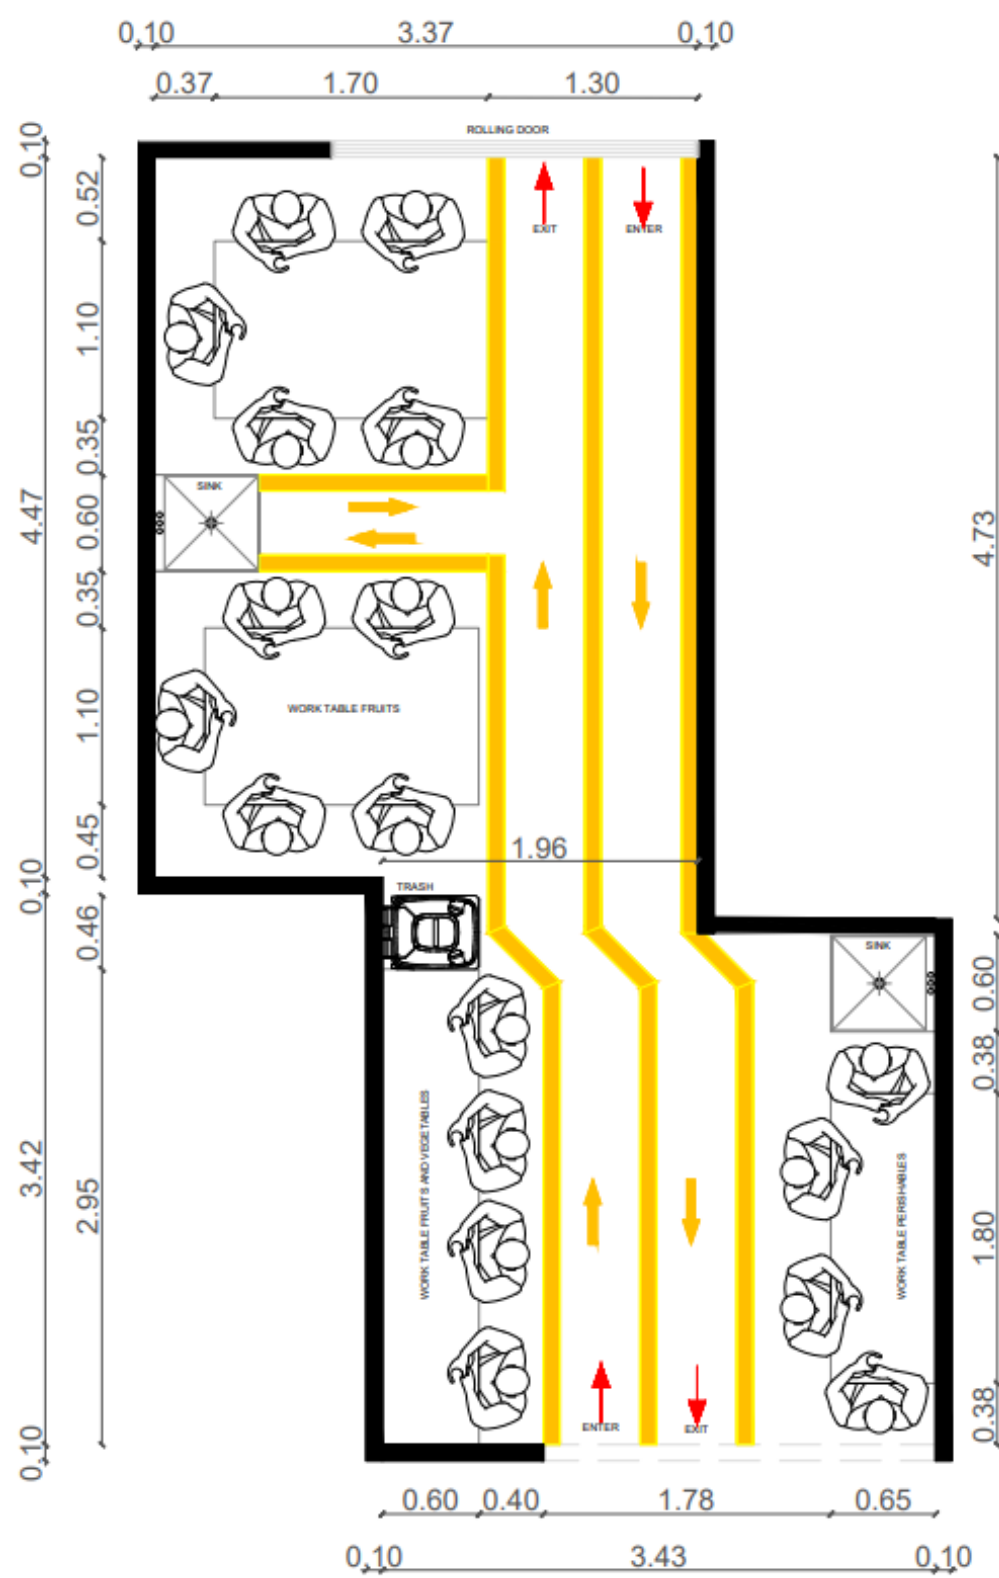 0,10 3.37 0,10
0.37 1.70 1.30
ROLLING DOOR
0,10
0.52
EXIT ENTER
1.10
0.35
SINK
0.60
4.47
4.73
0.35
WORK TABLE FRUITS
1.10
0.45
1.96
0,10
TRASH
0.46
SINK
0.60
0.38
WORK TABLE FRUITS AND VEGETABLES
WORK TABLE PERISHABLES
3.42
2.95
1.80
0.38
ENTER EXIT
0,10
0.60 0.40 1.78 0.65
0,10 3.43 0,10